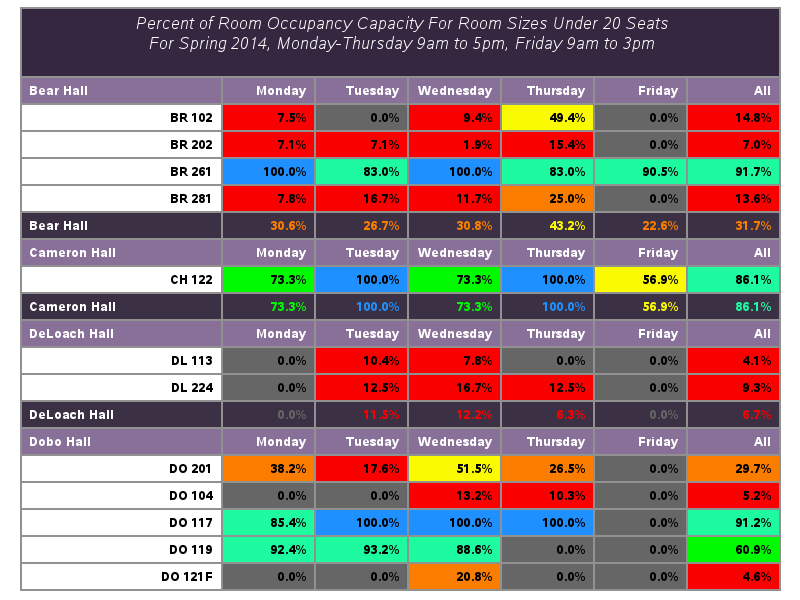 Percent of Room Occupancy Capacity For Room Sizes Under 20 Seats
For Spring 2014, Monday-Thursday 9am to 5pm, Friday 9am to 3pm
Bear Hall Monday Tuesday Wednesday Thursday Friday All
BR 102 7.5% 0.0% 9.4% 49.4% 0.0% 14.8%
BR 202 7.1% 7.1% 1.9% 15.4% 0.0% 7.0%
BR 261 100.0% 83.0% 100.0% 83.0% 90.5% 91.7%
BR 281 7.8% 16.7% 11.7% 25.0% 0.0% 13.6%
Bear Hall 30.6% 26.7% 30.8% 43.2% 22.6% 31.7%
Cameron Hall Monday Tuesday Wednesday Thursday Friday All
CH 122 73.3% 100.0% 73.3% 100.0% 56.9% 86.1%
Cameron Hall 73.3% 100.0% 73.3% 100.0% 56.9% 86.1%
DeLoach Hall Monday Tuesday Wednesday Thursday Friday All
DL 113 0.0% 10.4% 7.8% 0.0% 0.0% 4.1%
DL 224 0.0% 12.5% 16.7% 12.5% 0.0% 9.3%
DeLoach Hall 0.0% 11.5% 12.2% 6.3% 0.0% 6.7%
Dobo Hall Monday Tuesday Wednesday Thursday Friday All
DO 201 38.2% 17.6% 51.5% 26.5% 0.0% 29.7%
DO 104 0.0% 0.0% 13.2% 10.3% 0.0% 5.2%
DO 117 85.4% 100.0% 100.0% 100.0% 0.0% 91.2%
DO 119 92.4% 93.2% 88.6% 0.0% 0.0% 60.9%
DO 121F 0.0% 0.0% 20.8% 0.0% 0.0% 4.6%